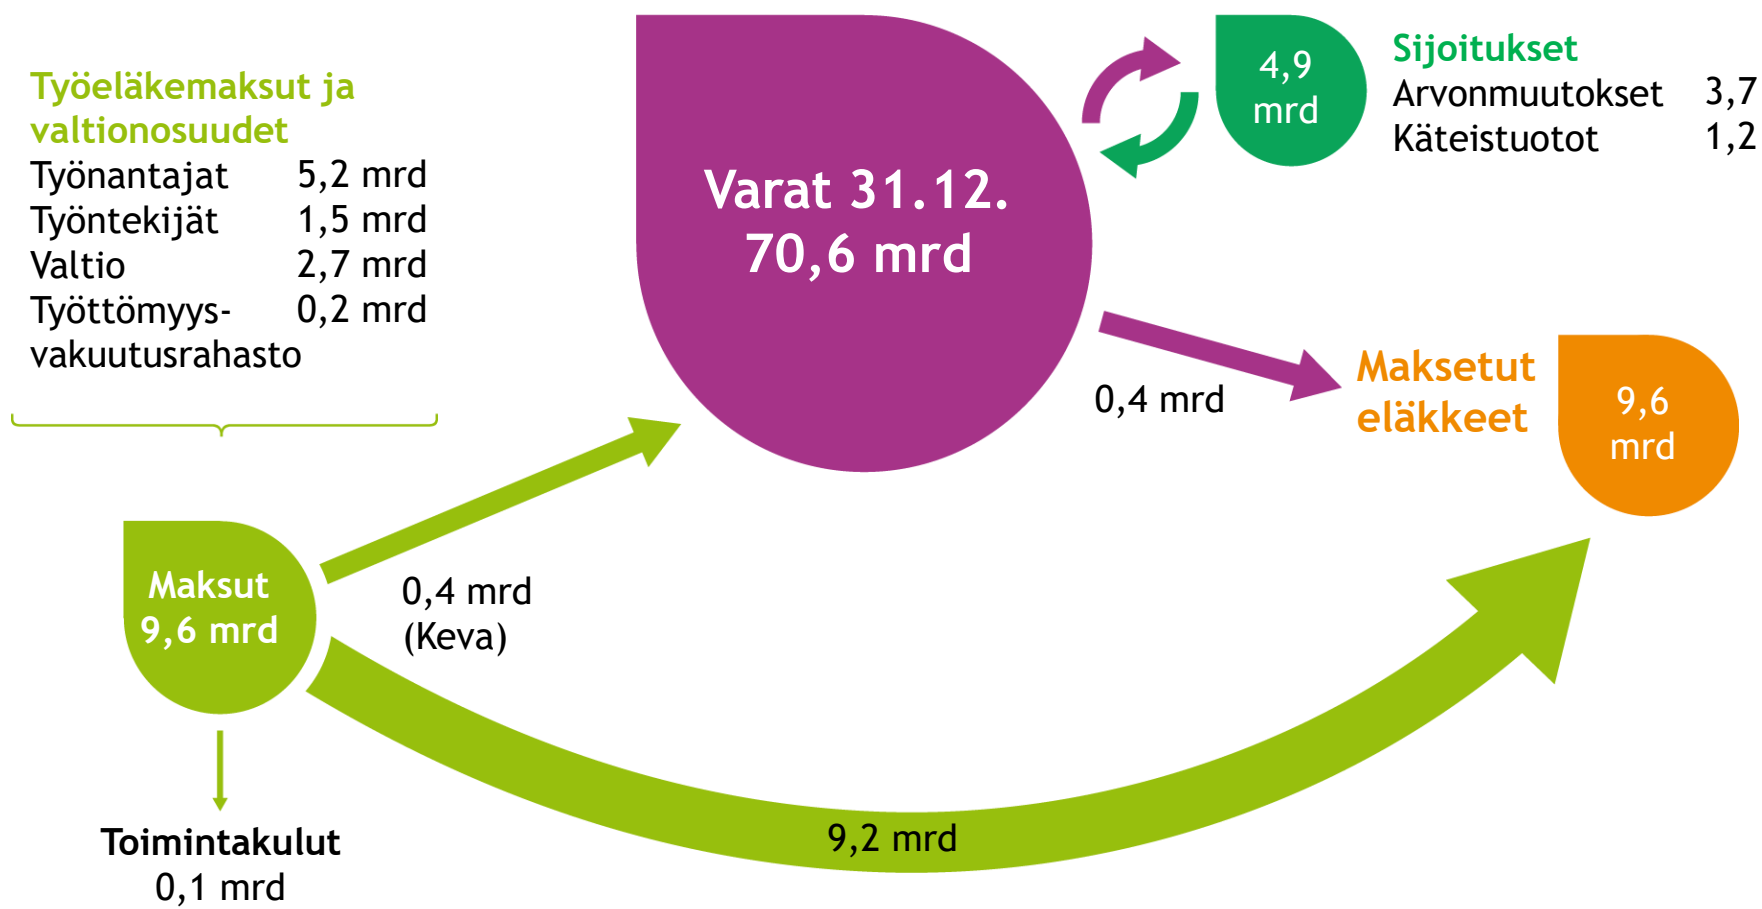 Työeläkemaksut ja
valtionosuudet
Työnantajat 5,2 mrd
Työntekijät 1,5 mrd
Valtio 2,7 mrd
Työttömyys- 0,2 mrd
vakuutusrahasto
Varat 31.12.
70,6 mrd
4,9
mrd
Sijoitukset
Arvonmuutokset 3,7
Käteistuotot 1,2
0,4 mrd
Maksetut
eläkkeet
9,6
mrd
Maksut
9,6 mrd
0,4 mrd
(Keva)
9,2 mrd
Toimintakulut
0,1 mrd